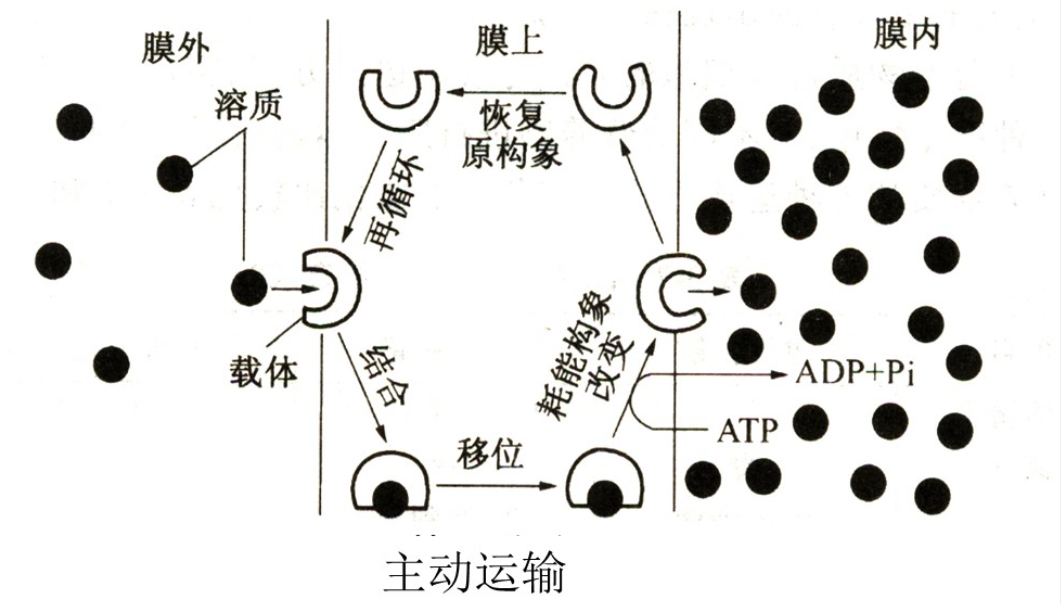 膜外
膜上
膜内
溶质
恢复
原构象
再循环
载体
结合
移位
耗能构象
改变
ADP+Pi
ATP
主动运输